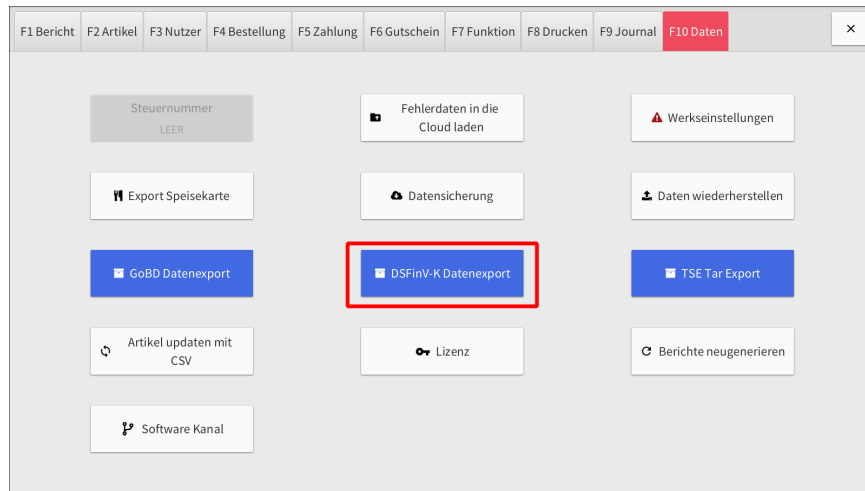 F1 Bericht F2 Artikel F3 Nutzer F4 Bestellung F5 Zahlung F6 Gutschein F7 Funktion F8 Drucken F9 Journal F10 Daten ×
Steuernummer
LEER
Fehlerdaten in die
Cloud laden
Werkseinstellungen
Export Speisekarte
Datensicherung
Daten wiederherstellen
GoBD Datenexport
DSFinV-K Datenexport
TSE Tar Export
Artikel updaten mit
CSV
Lizenz
Berichte neugenerieren
Software Kanal